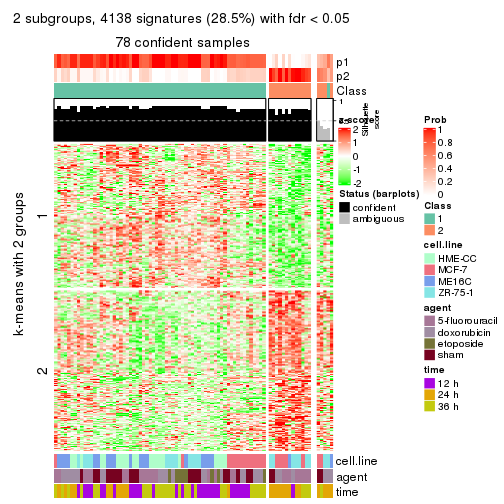 2 subgroups, 4138 signatures (28.5%) with fdr < 0.05
78 confident samples
p1
p2
Class
1
Silhouette
score
z-score
2
1
0
-1
-2
Status (barplots)
confident
ambiguous
Prob
1
0.8
0.6
0.4
0.2
0
Class
1
2
cell.line
HME-CC
MCF-7
ME16C
ZR-75-1
agent
5-fluorouracil
doxorubicin
etoposide
sham
time
12 h
24 h
36 h
k-means with 2 groups
1
2
cell.line
agent
time